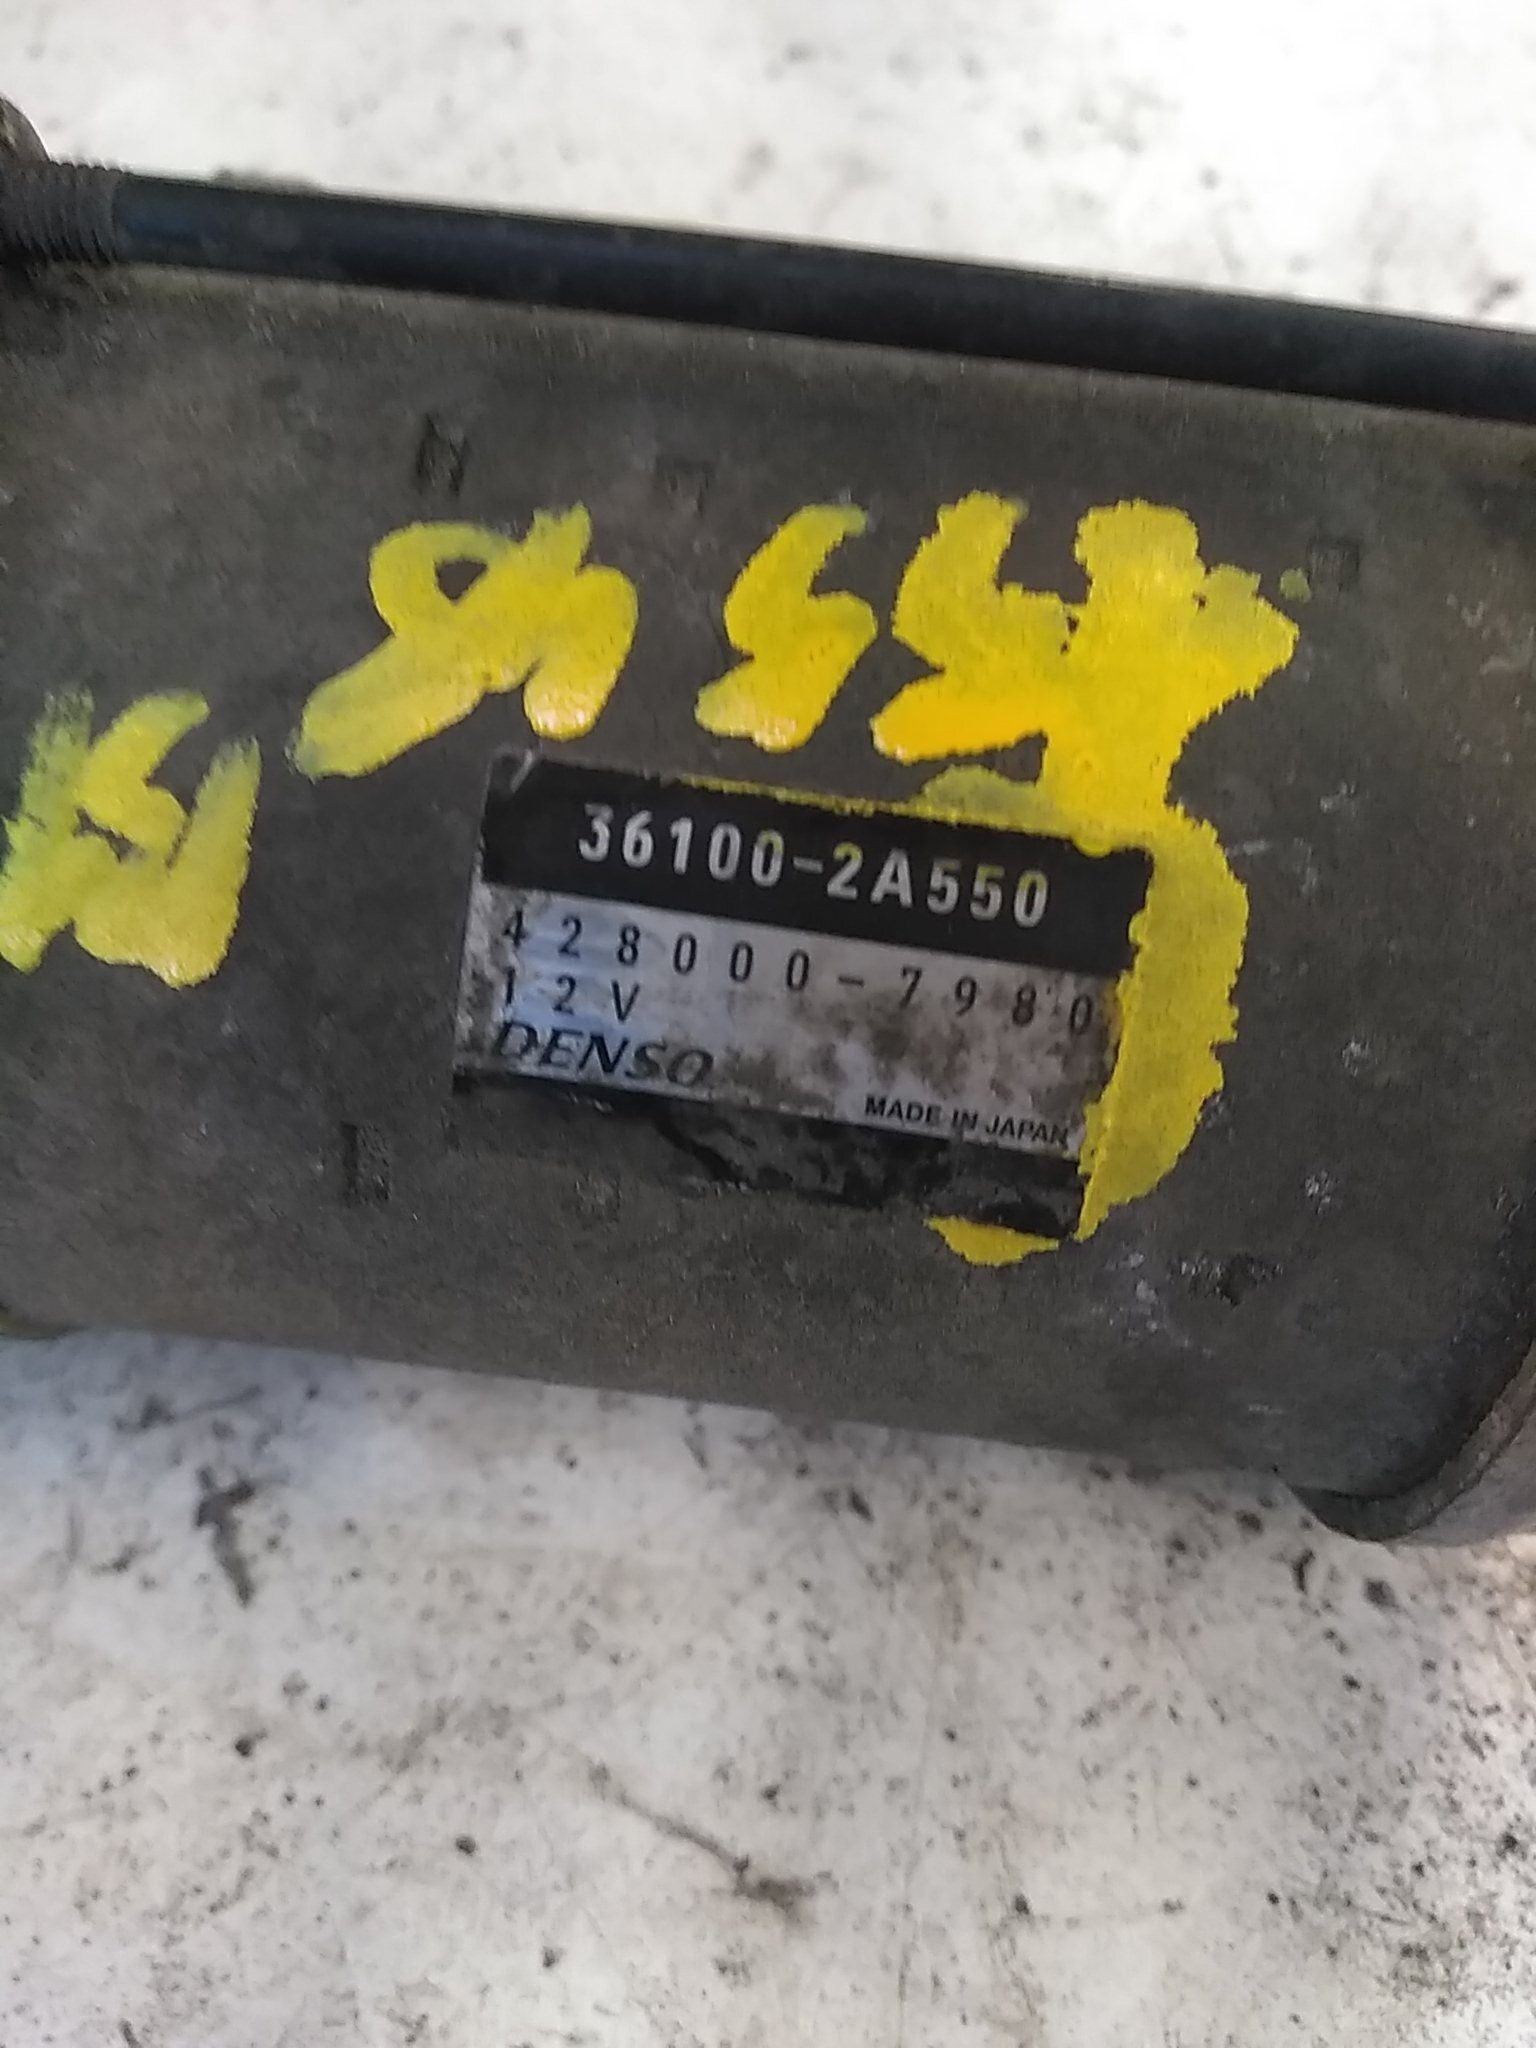 36100-2A550
428000-7980
12V
DENSO
MADE IN JAPAN